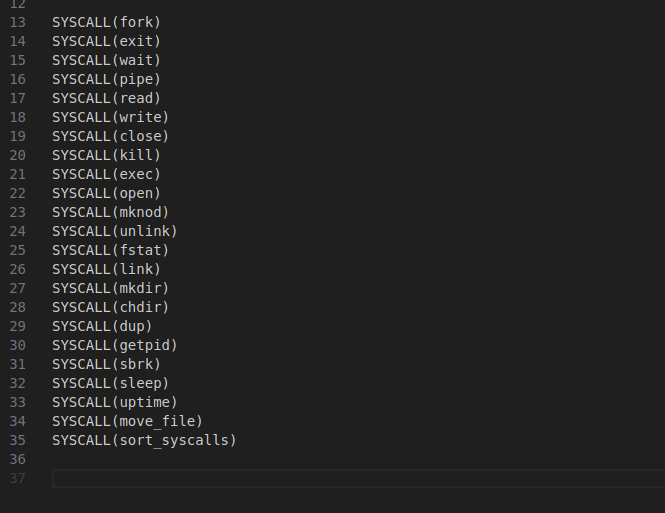 12
13 SYSCALL(fork)
14 SYSCALL(exit)
15 SYSCALL(wait)
16 SYSCALL(pipe)
17 SYSCALL(read)
18 SYSCALL(write)
19 SYSCALL(close)
20 SYSCALL(kill)
21 SYSCALL(exec)
22 SYSCALL(open)
23 SYSCALL(mknod)
24 SYSCALL(unlink)
25 SYSCALL(fstat)
26 SYSCALL(link)
27 SYSCALL(mkdir)
28 SYSCALL(chdir)
29 SYSCALL(dup)
30 SYSCALL(getpid)
31 SYSCALL(sbrk)
32 SYSCALL(sleep)
33 SYSCALL(uptime)
34 SYSCALL(move_file)
35 SYSCALL(sort_syscalls)
36
37